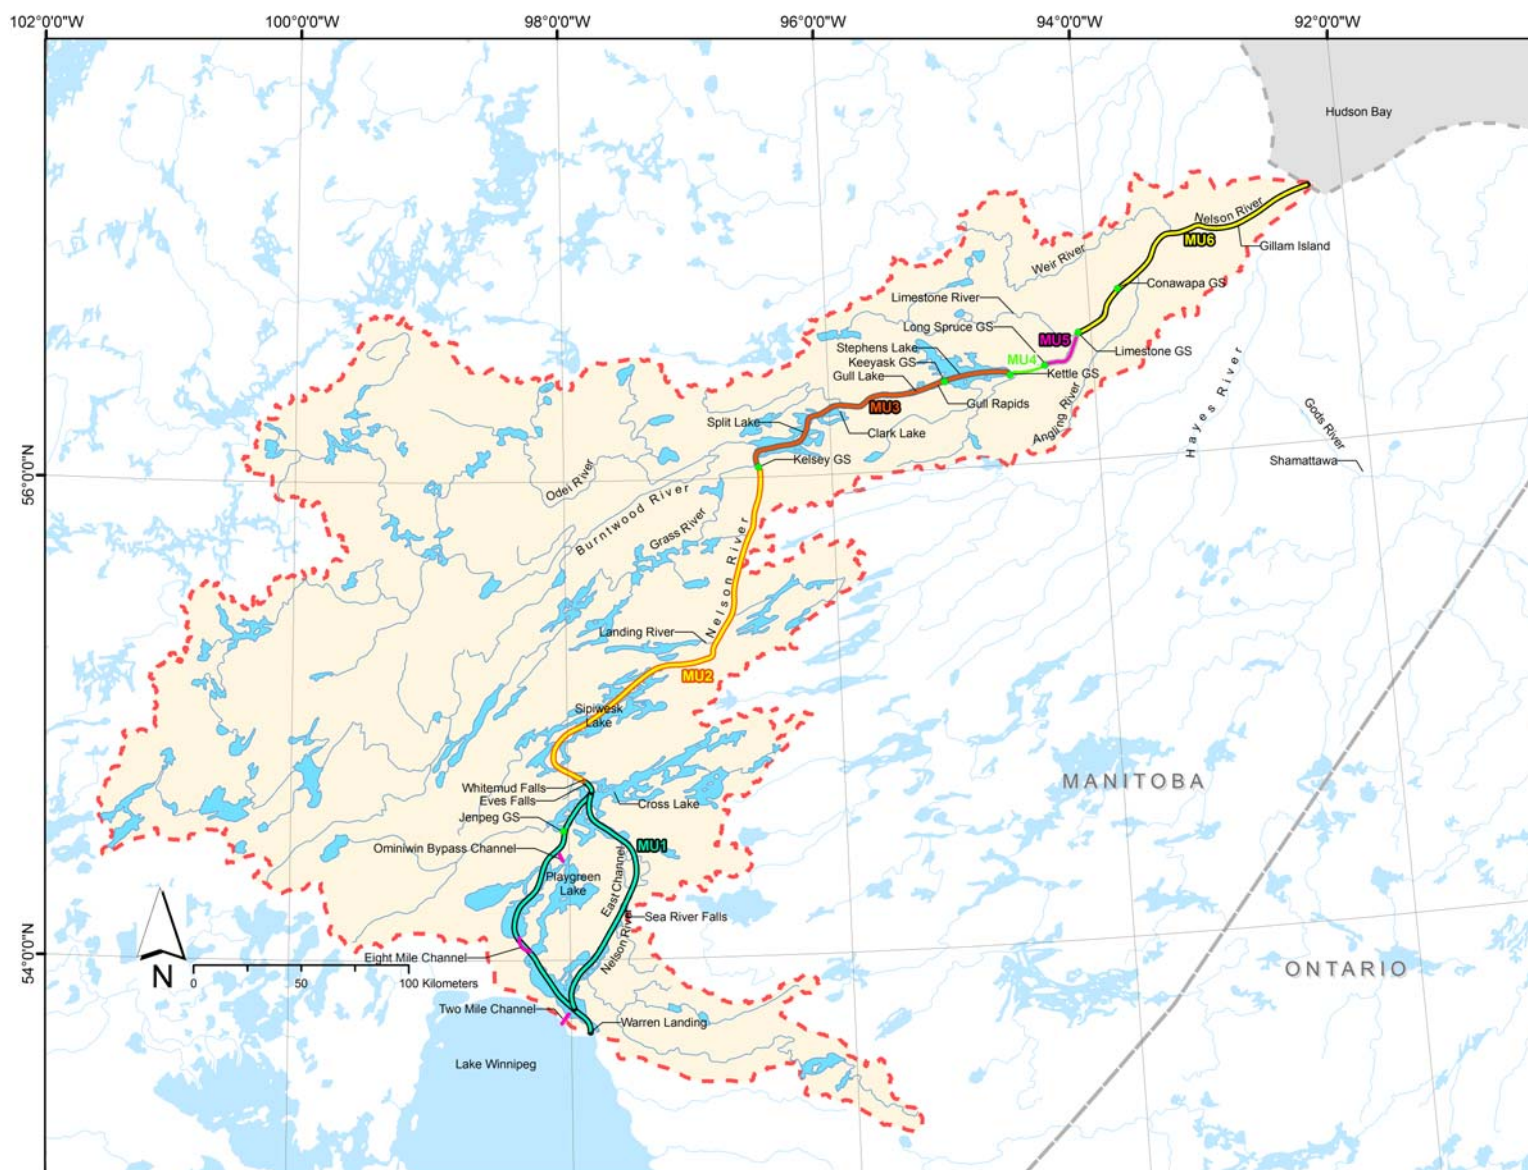 102°0'0"W
100°0'0"W
98°0'0"W
96°0'0"W
94°0'0"W
92°0'0"W
Hudson Bay
Nelson River
MU6
Gillam Island
Weir River
Conawapa GS
Limestone River
Long Spruce GS
MU5
Limestone GS
Stephens Lake
MU4
Keeyask GS
Kettle GS
Gull Lake
MU3
Gull Rapids
Angling River
Hayes River
Gods River
Split Lake
Clark Lake
Shamattawa
Kelsey GS
56°0'0"N
Odei River
Burntwood River
Grass River
Nelson River
Landing River
MU2
Sipiwesk
Lake
MANITOBA
Whitemud Falls
Eves Falls
Cross Lake
Jenpeg GS
MU1
Ominiwin Bypass Channel
Playgreen
Lake
East Channel
Nelson River
Sea River Falls
54°0'0"N
Eight Mile Channel
ONTARIO
N
0 50 100 Kilometers
Two Mile Channel
Warren Landing
Lake Winnipeg